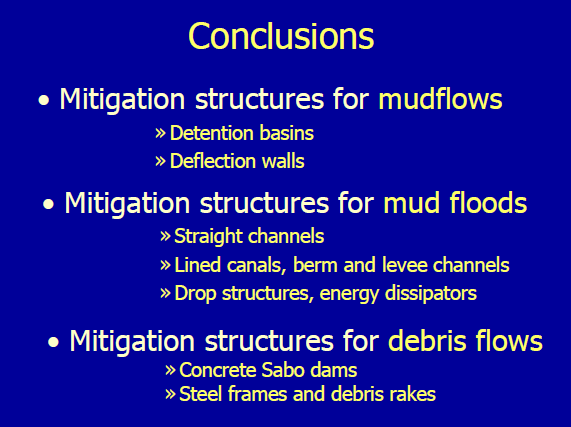 Conclusions
• Mitigation structures for mudflows
» Detention basins
» Deflection walls
• Mitigation structures for mud floods
» Straight channels
» Lined canals, berm and levee channels
» Drop structures, energy dissipators
• Mitigation structures for debris flows
» Concrete Sabo dams
» Steel frames and debris rakes